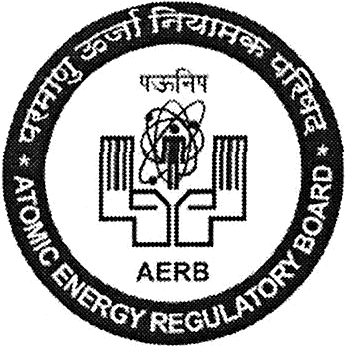 परमाणु ऊर्जा नियामक परिषद
पऊनिप
AERB
* ATOMIC ENERGY REGULATORY BOARD *